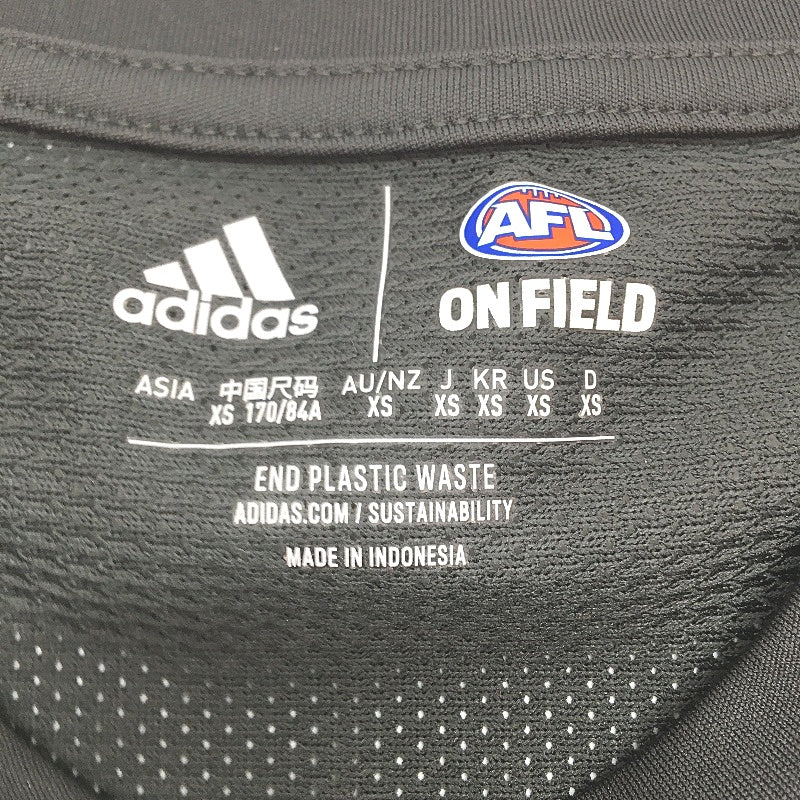 adidas
AFL
ON FIELD
ASIA 中国尺码 AU/NZ J KR US D
XS 170/84A XS XS XS XS XS
END PLASTIC WASTE
ADIDAS.COM / SUSTAINABILITY
MADE IN INDONESIA